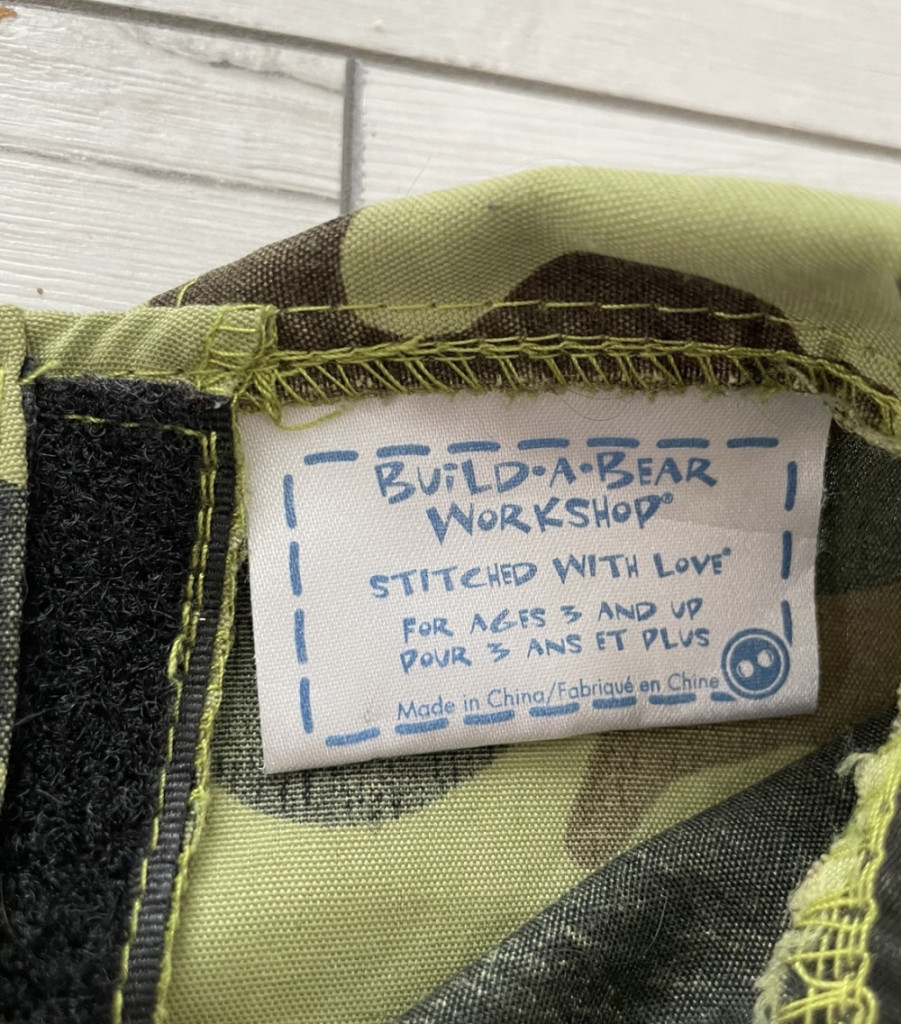 BUiLD•A•BEAR
WORKSHOP®
STITCHED WITH LOVE®
FOR AGES 3 AND UP
POUR 3 ANS ET PLUS
Made in China/Fabriqué en Chine